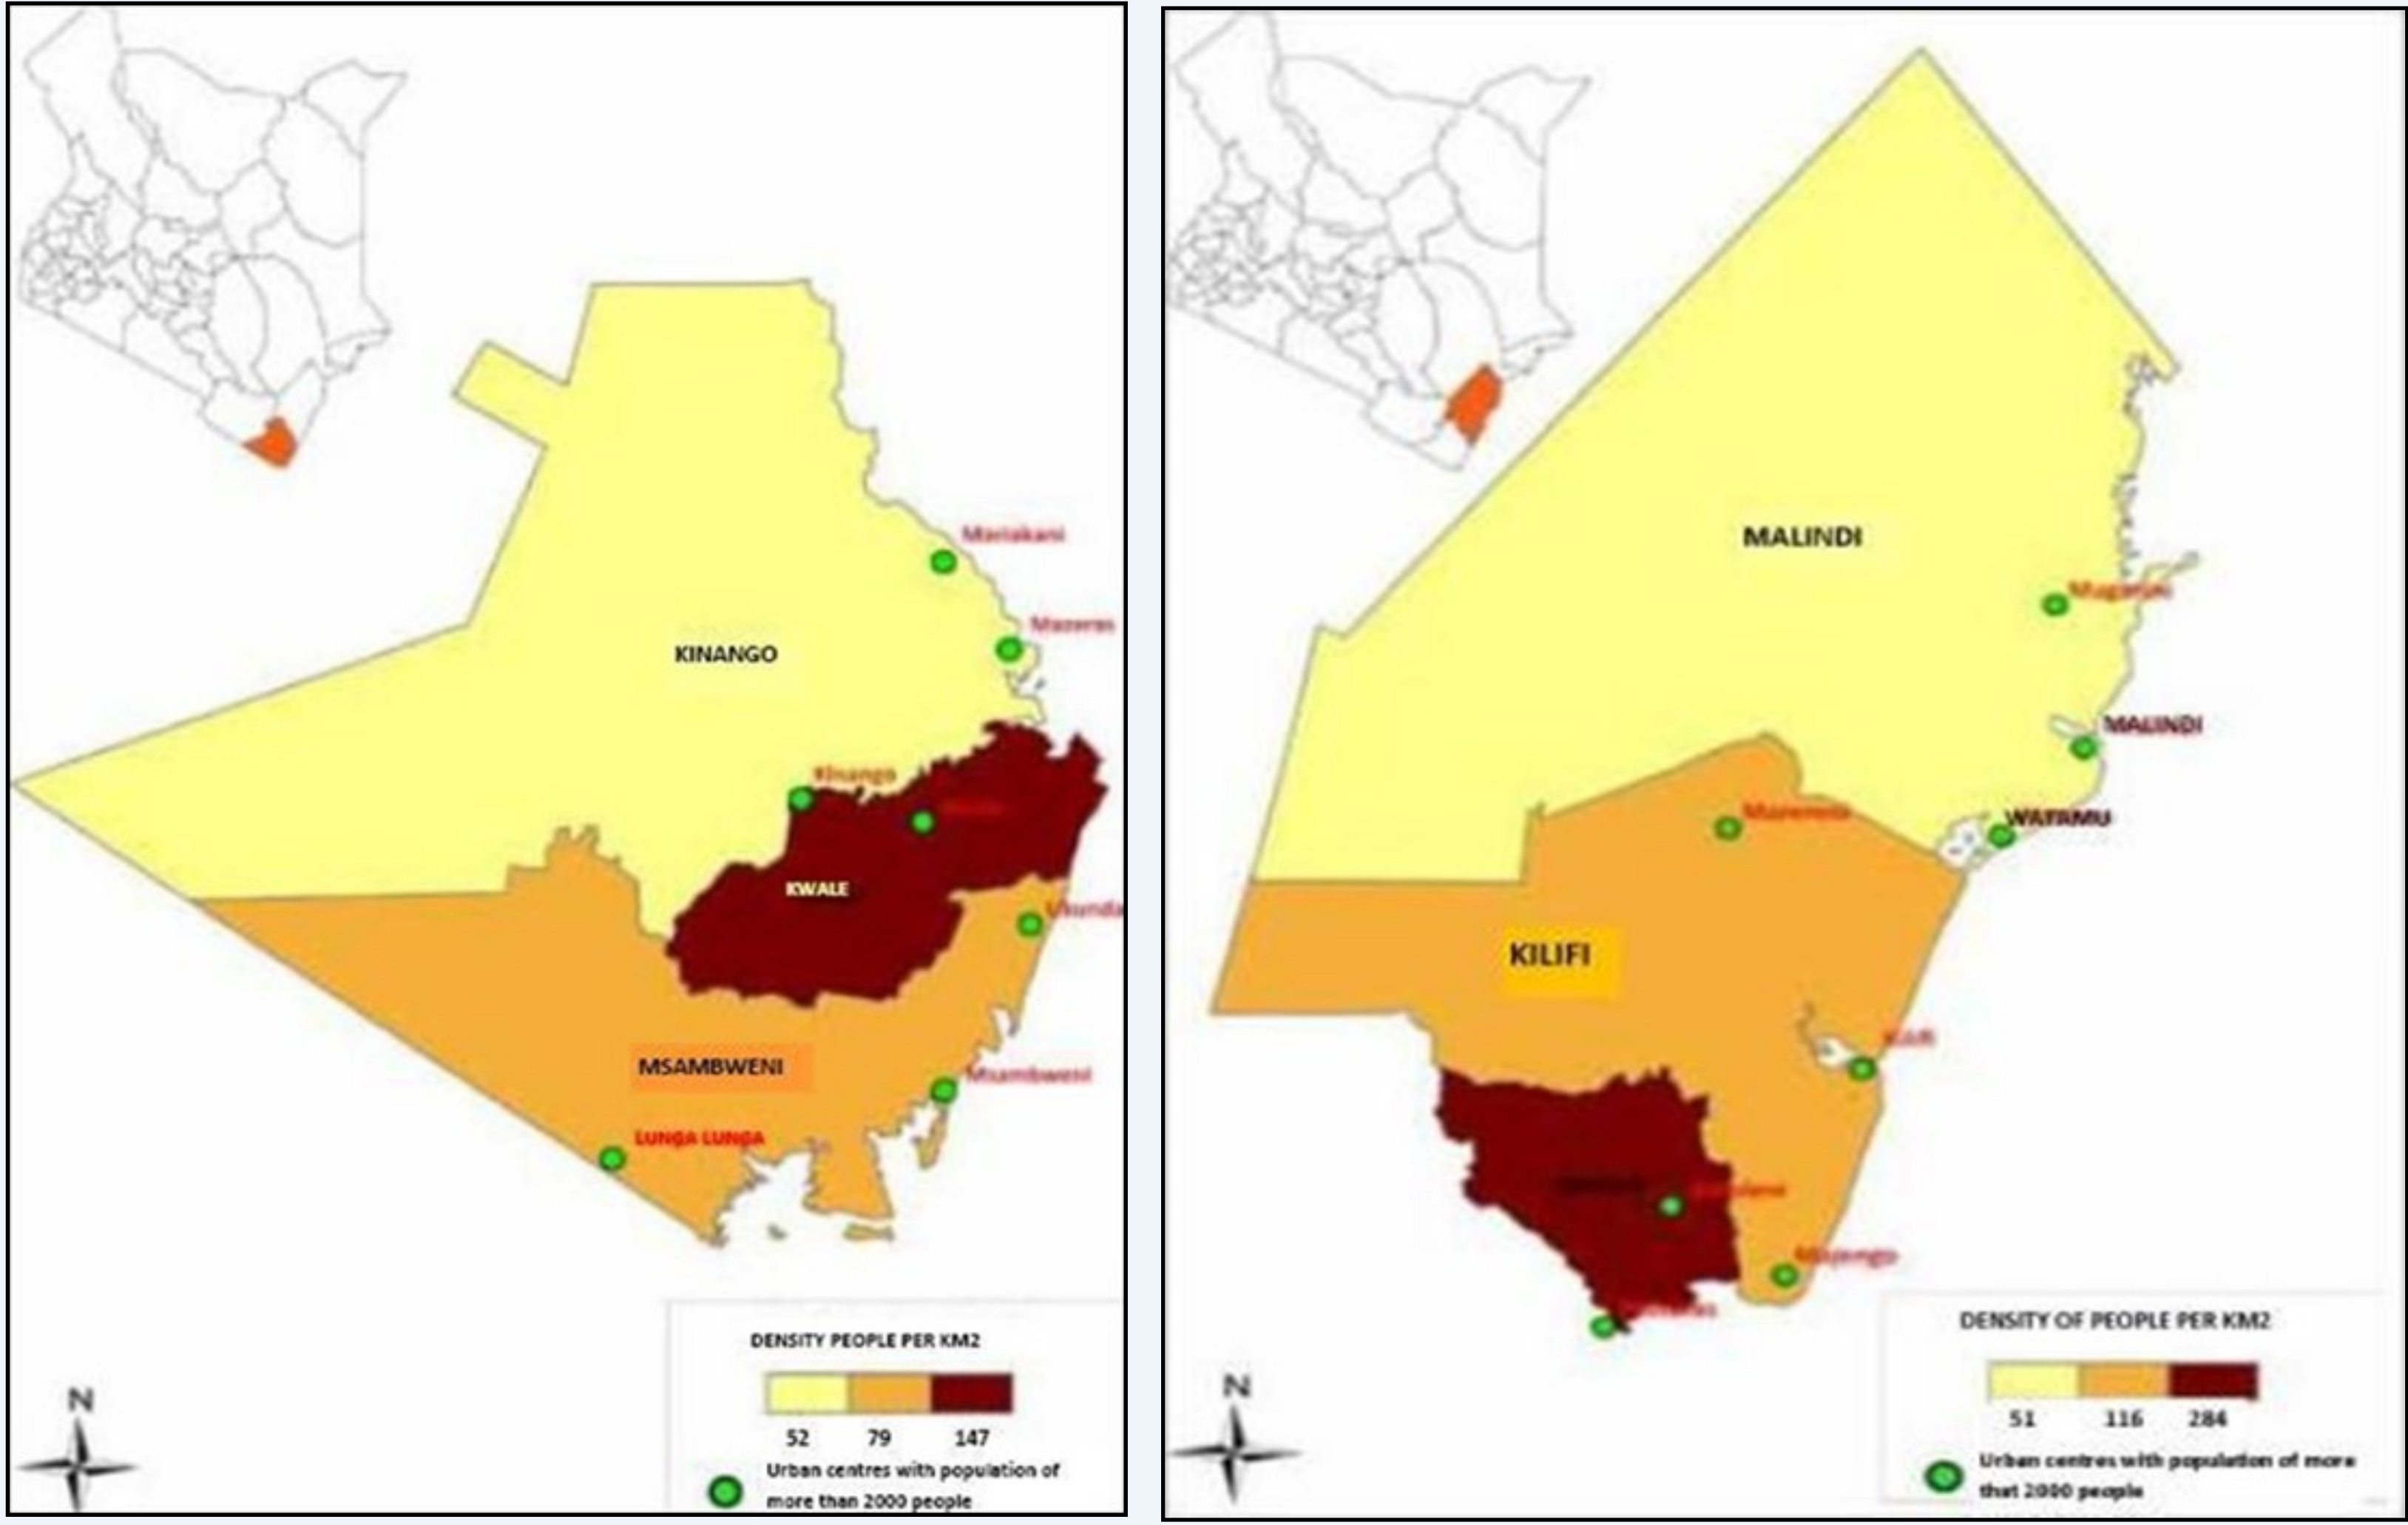 Mariakani
Mazeras
KINANGO
Kinango
KWALE
Ukunda
MSAMBWENI
Msambweni
LUNGA LUNGA
DENSITY PEOPLE PER KM2
52 79 147
Urban centres with population of
more than 2000 people
N
MALINDI
MALINDI
WATAMU
KILIFI
Kilifi
Majengo
DENSITY OF PEOPLE PER KM2
51 116 284
Urban centres with population of more
that 2000 people
N